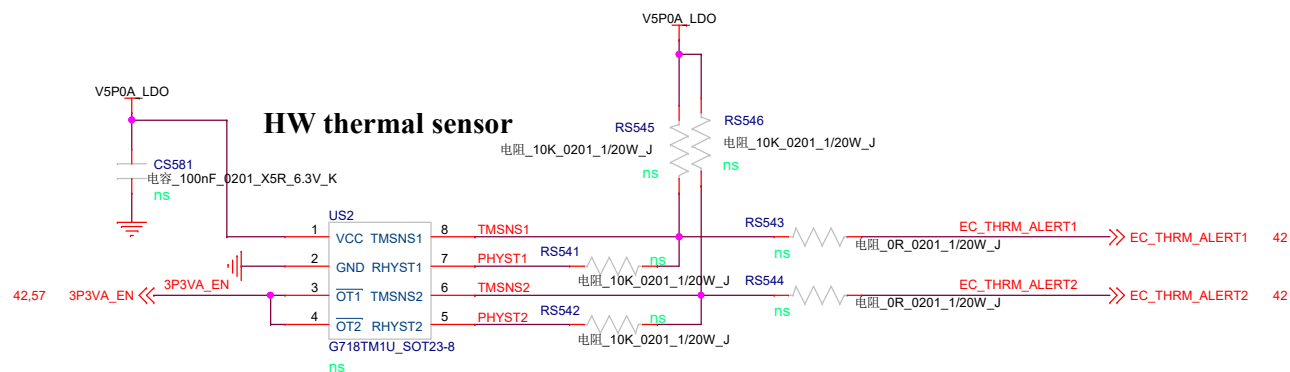 V5P0A_LDO
V5P0A_LDO
HW thermal sensor
RS545
RS546
电阻_10K_0201_1/20W_J
电阻_10K_0201_1/20W_J
ns
ns
CS581
电容_100nF_0201_X5R_6.3V_K
ns
US2
1 VCC TMSNS1 8 TMSNS1
2 GND RHYST1 7 PHYST1
3 OT1 TMSNS2 6 TMSNS2
4 OT2 RHYST2 5 PHYST2
G718TM1U_SOT23-8
ns
42,57 3P3VA_EN 3P3VA_EN
RS541
ns
电阻_10K_0201_1/20W_J
RS542
ns
电阻_10K_0201_1/20W_J
RS543
ns
电阻_0R_0201_1/20W_J
EC_THRM_ALERT1
EC_THRM_ALERT1 42
RS544
ns
电阻_0R_0201_1/20W_J
EC_THRM_ALERT2
EC_THRM_ALERT2 42